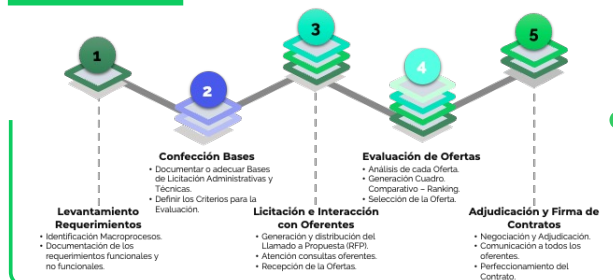 1
2
3
4
5
Levantamiento
Requerimientos
• Identificación Macroprocesos.
• Documentación de los
requerimientos funcionales y
no funcionales.
Confección Bases
• Documentar o adecuar Bases
de Licitación Administrativas y
Técnicas.
• Definir los Criterios para la
Evaluación.
Licitación e Interacción
con Oferentes
• Generación y distribución del
Llamado a Propuesta (RFP).
• Atención consultas oferentes.
• Recepción de la Ofertas.
Evaluación de Ofertas
• Análisis de cada Oferta.
• Generación Cuadro.
Comparativo – Ranking.
• Selección de la Oferta.
Adjudicación y Firma de
Contratos
• Negociación y Adjudicación.
• Comunicación a todos los
oferentes.
• Perfeccionamiento del
Contrato.